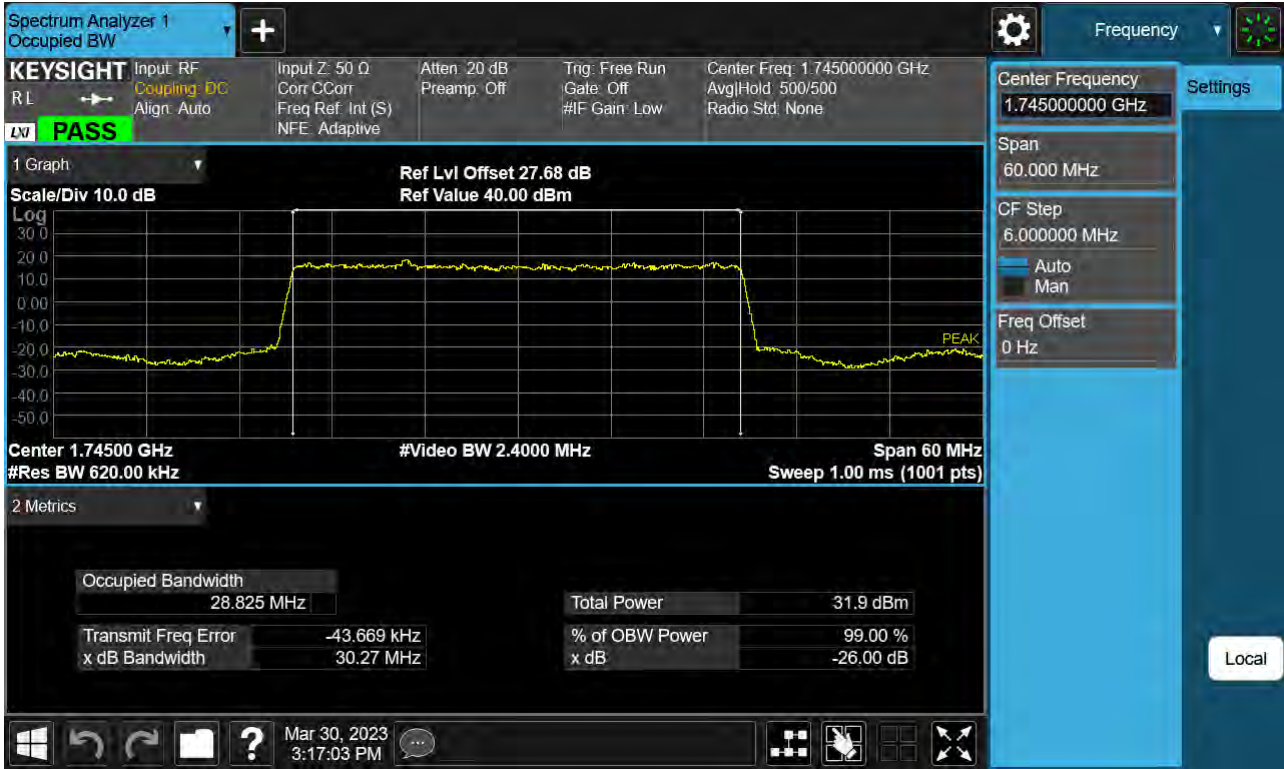 Spectrum Analyzer 1
Occupied BW
+
Frequency
KEYSIGHT
R L
LXI PASS
Input: RF
Coupling: DC
Align: Auto
Input Z: 50 Ω
Corr CCorr
Freq Ref: Int (S)
NFE: Adaptive
Atten: 20 dB
Preamp: Off
Trig: Free Run
Gate: Off
#IF Gain: Low
Center Freq: 1.745000000 GHz
Avg|Hold: 500/500
Radio Std: None
Center Frequency
1.745000000 GHz
Settings
Span
60.000 MHz
CF Step
6.000000 MHz
Auto
Man
Freq Offset
0 Hz
Local
1 Graph
Scale/Div 10.0 dB
Ref Lvl Offset 27.68 dB
Ref Value 40.00 dBm
Log
30.0
20.0
10.0
0.00
-10.0
-20.0
-30.0
-40.0
-50.0
PEAK
Center 1.74500 GHz
#Video BW 2.4000 MHz
Span 60 MHz
#Res BW 620.00 kHz
Sweep 1.00 ms (1001 pts)
2 Metrics
Occupied Bandwidth
28.825 MHz
Transmit Freq Error -43.669 kHz
x dB Bandwidth 30.27 MHz
Total Power 31.9 dBm
% of OBW Power 99.00 %
x dB -26.00 dB
?
Mar 30, 2023
3:17:03 PM